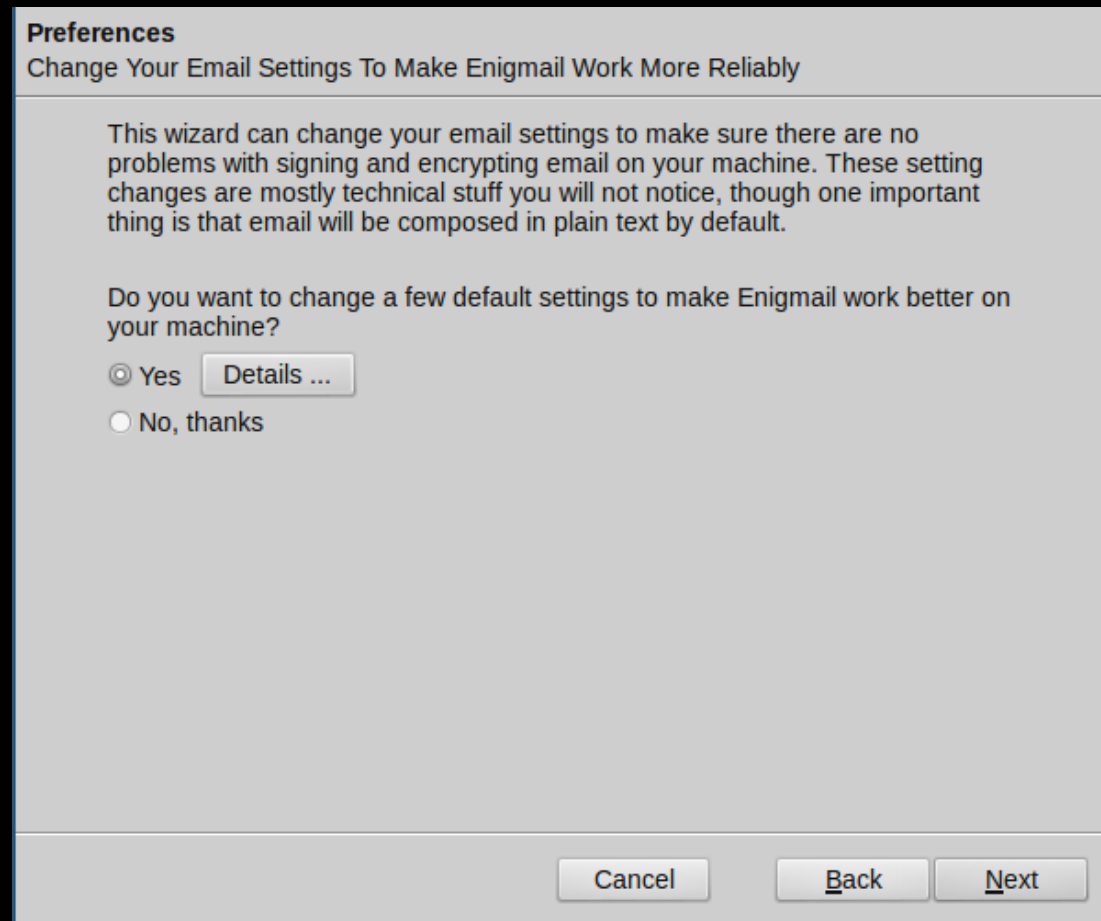 Preferences
Change Your Email Settings To Make Enigmail Work More Reliably
This wizard can change your email settings to make sure there are no
problems with signing and encrypting email on your machine. These setting
changes are mostly technical stuff you will not notice, though one important
thing is that email will be composed in plain text by default.
Do you want to change a few default settings to make Enigmail work better on
your machine?
Yes Details ...
No, thanks
Cancel Back Next